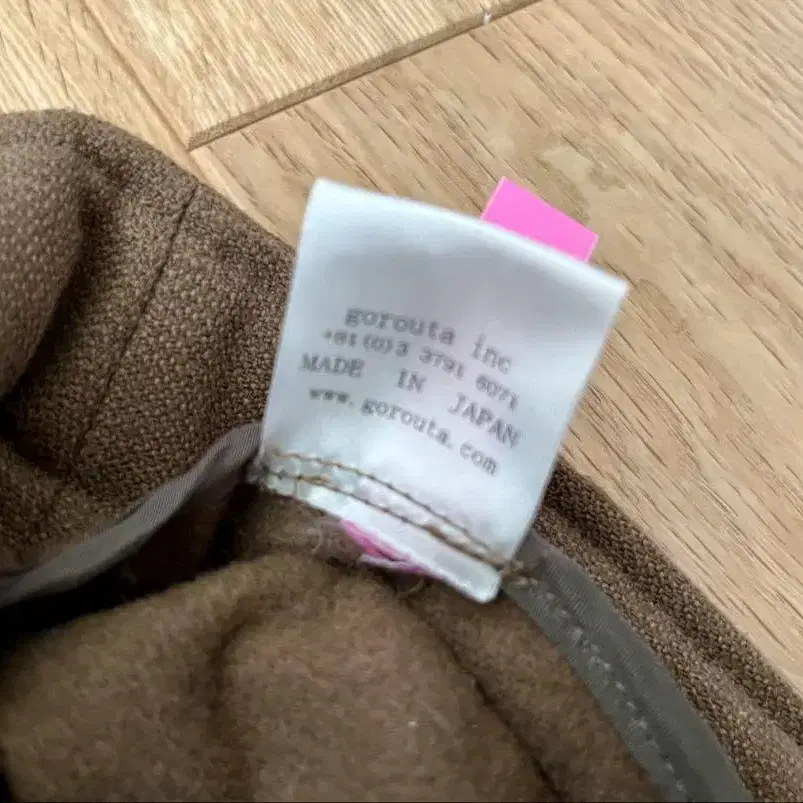 gorouta inc
+81(0)3 3791 6071
MADE IN JAPAN
www.gorouta.com